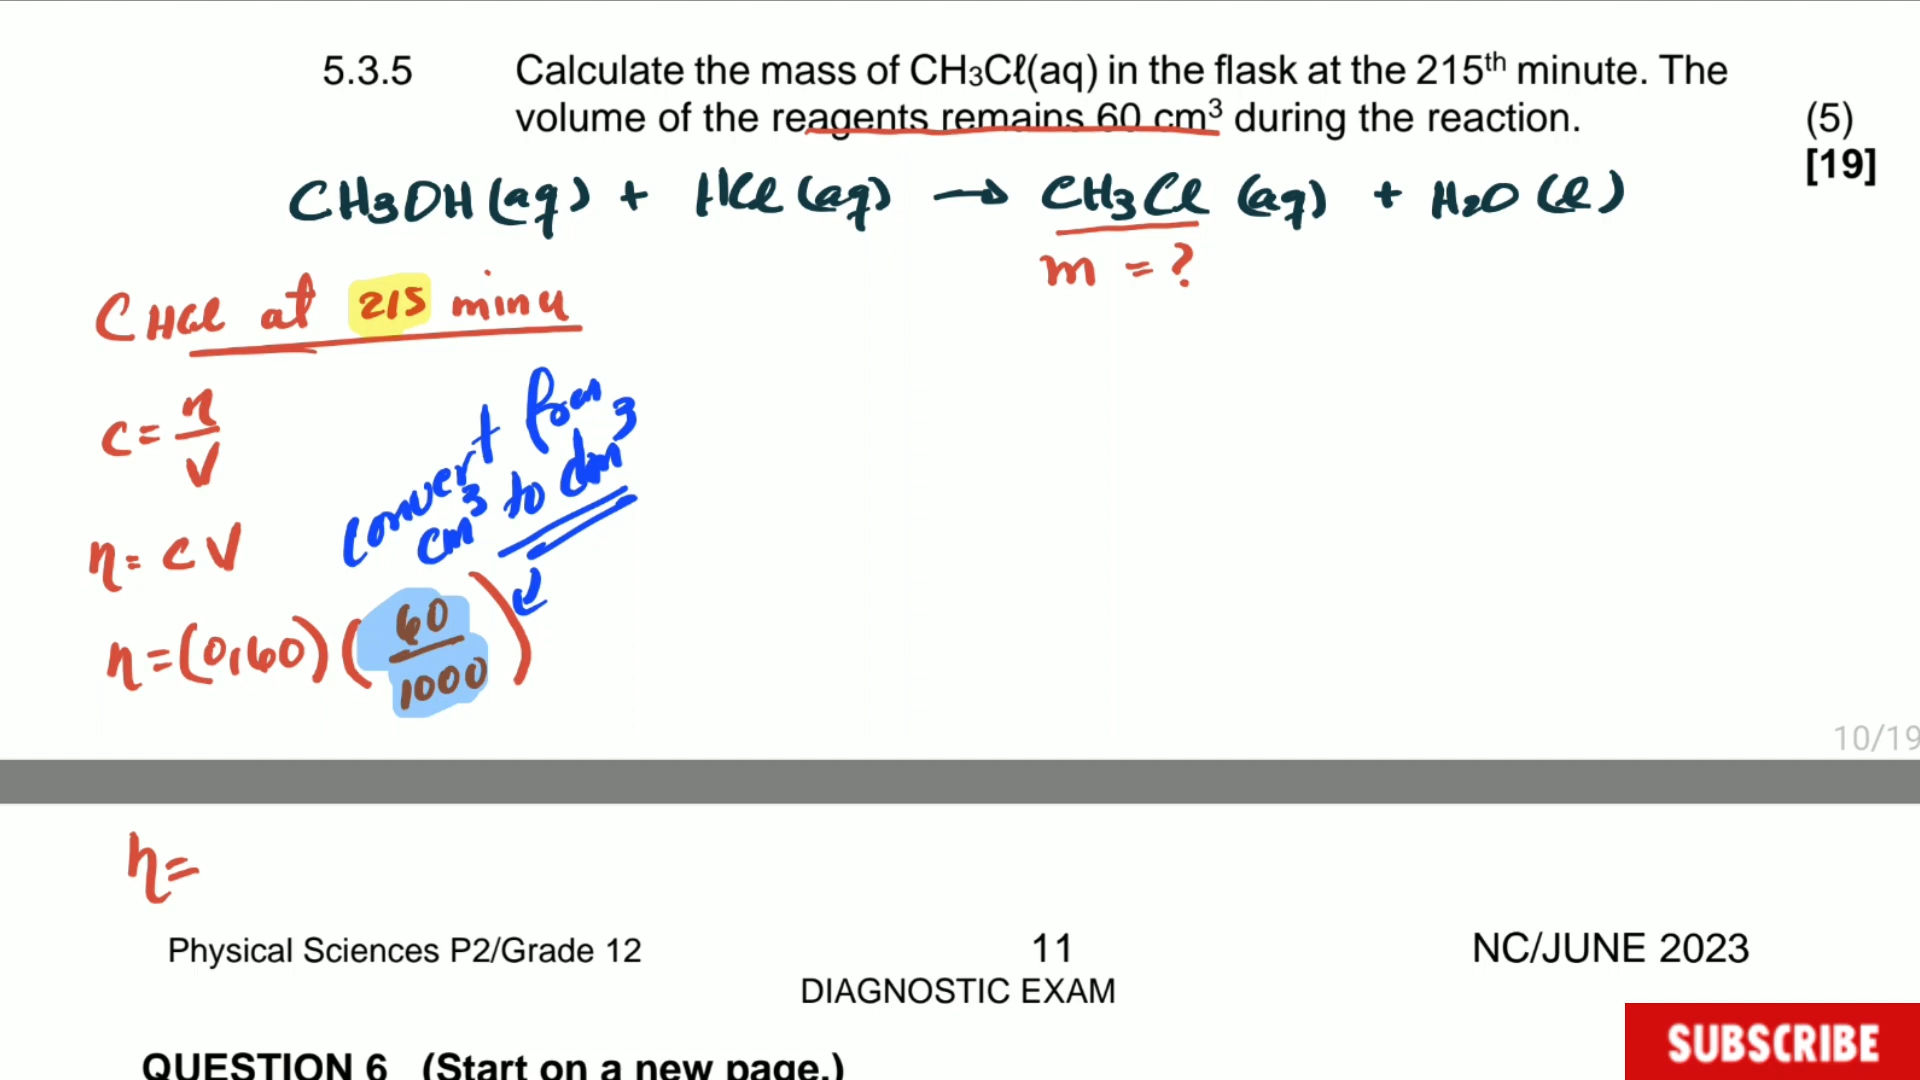 5.3.5 Calculate the mass of CH₃Cℓ(aq) in the flask at the 215ᵗʰ minute. The
volume of the reagents remains 60 cm³ during the reaction. (5)
[19]
CH₃OH (aq) + HCl (aq) → CH₃Cl (aq) + H₂O (l)
m = ?
CHCl at 215 minu
c = n/V
convert from
cm³ to dm³
n = cV
n = (0,60) (60/1000)
10/19
n =
Physical Sciences P2/Grade 12 11 NC/JUNE 2023
DIAGNOSTIC EXAM
SUBSCRIBE
QUESTION 6 (Start on a new page.)